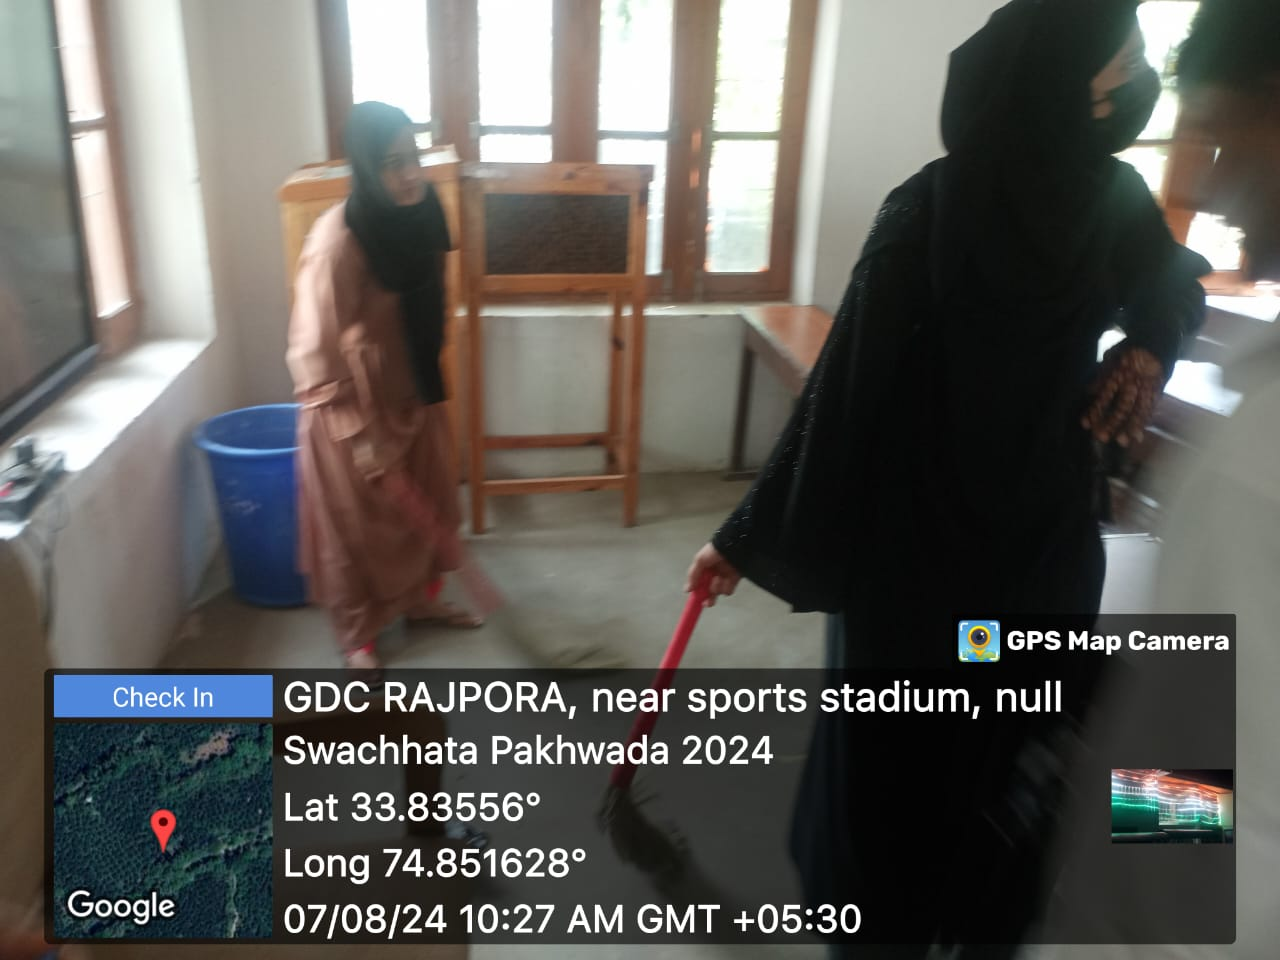 GPS Map Camera
Check In
GDC RAJPORA, near sports stadium, null
Swachhata Pakhwada 2024
Lat 33.83556°
Long 74.851628°
07/08/24 10:27 AM GMT +05:30
Google